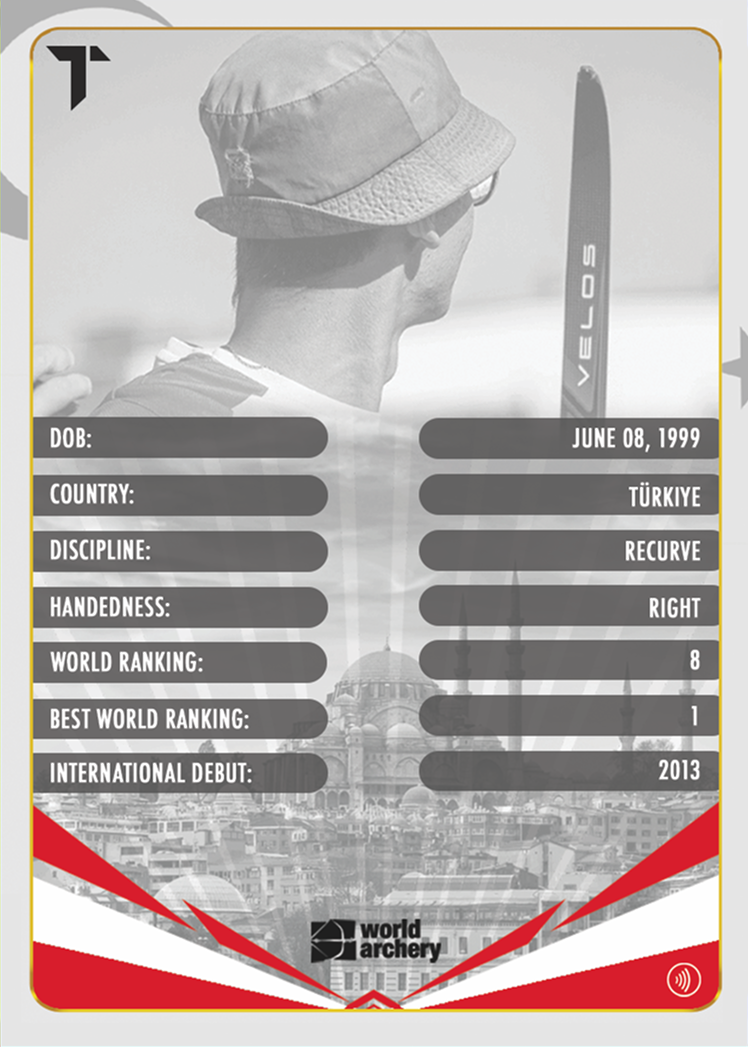 VELOS
DOB: JUNE 08, 1999
COUNTRY: TÜRKIYE
DISCIPLINE: RECURVE
HANDEDNESS: RIGHT
WORLD RANKING: 8
BEST WORLD RANKING: 1
INTERNATIONAL DEBUT: 2013
world
archery